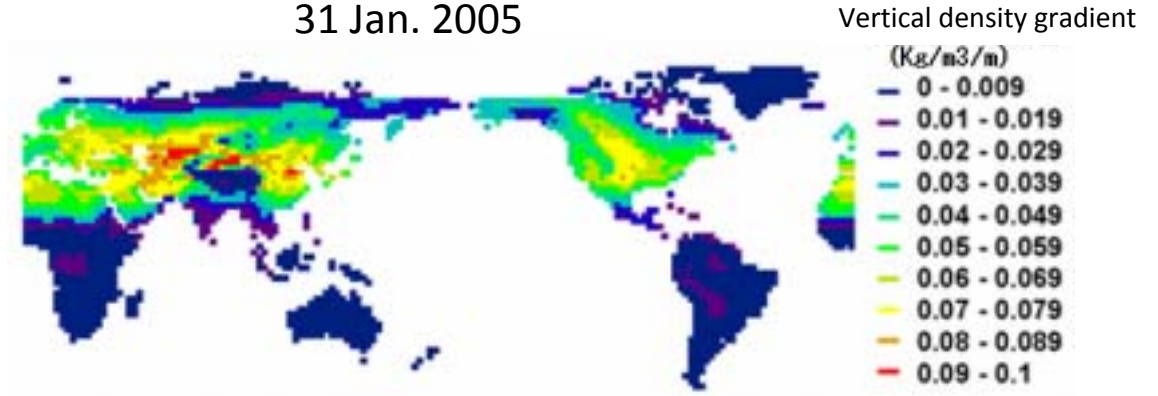 31 Jan. 2005
Vertical density gradient
(Kg/m3/m)
0 - 0.009
0.01 - 0.019
0.02 - 0.029
0.03 - 0.039
0.04 - 0.049
0.05 - 0.059
0.06 - 0.069
0.07 - 0.079
0.08 - 0.089
0.09 - 0.1